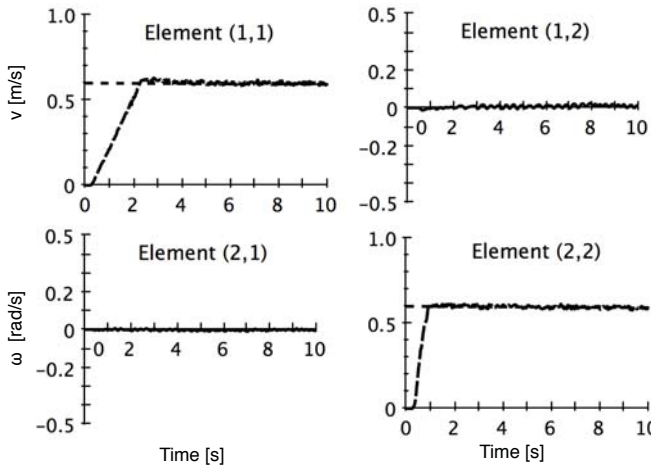 1.0
Element (1,1)
0.5
0
0 2 4 6 8 10
v [m/s]
0.5
Element (1,2)
0.2
0
0 2 4 6 8 10
−0.2
−0.5
0.5
Element (2,1)
0.2
0
0 2 4 6 8 10
−0.2
−0.5
ω [rad/s]
Time [s]
1.0
Element (2,2)
0.5
0
0 2 4 6 8 10
Time [s]